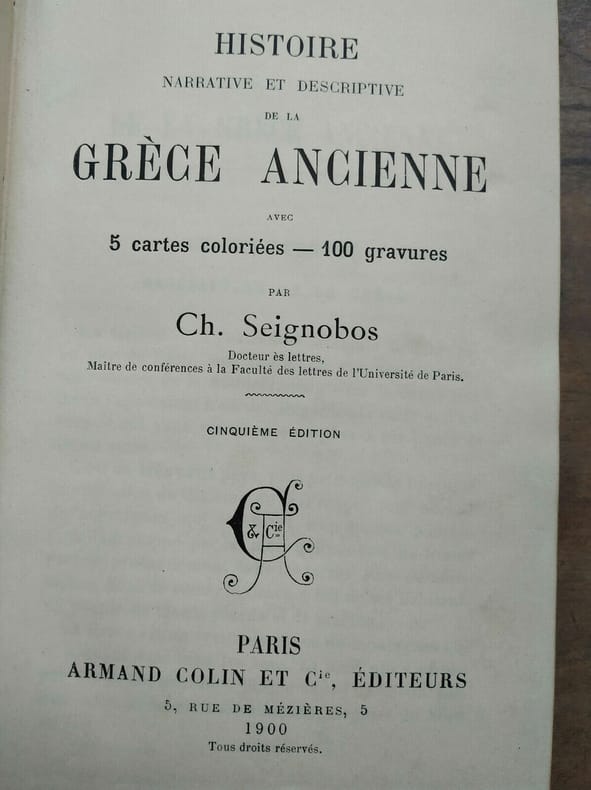 HISTOIRE
NARRATIVE ET DESCRIPTIVE
DE LA
GRÈCE ANCIENNE
AVEC
5 cartes coloriées — 100 gravures
PAR
Ch. Seignobos
Docteur ès lettres,
Maître de conférences à la Faculté des lettres de l'Université de Paris.
CINQUIÈME ÉDITION
& Cie
PARIS
ARMAND COLIN ET Cie, ÉDITEURS
5, RUE DE MÉZIÈRES, 5
1900
Tous droits réservés.